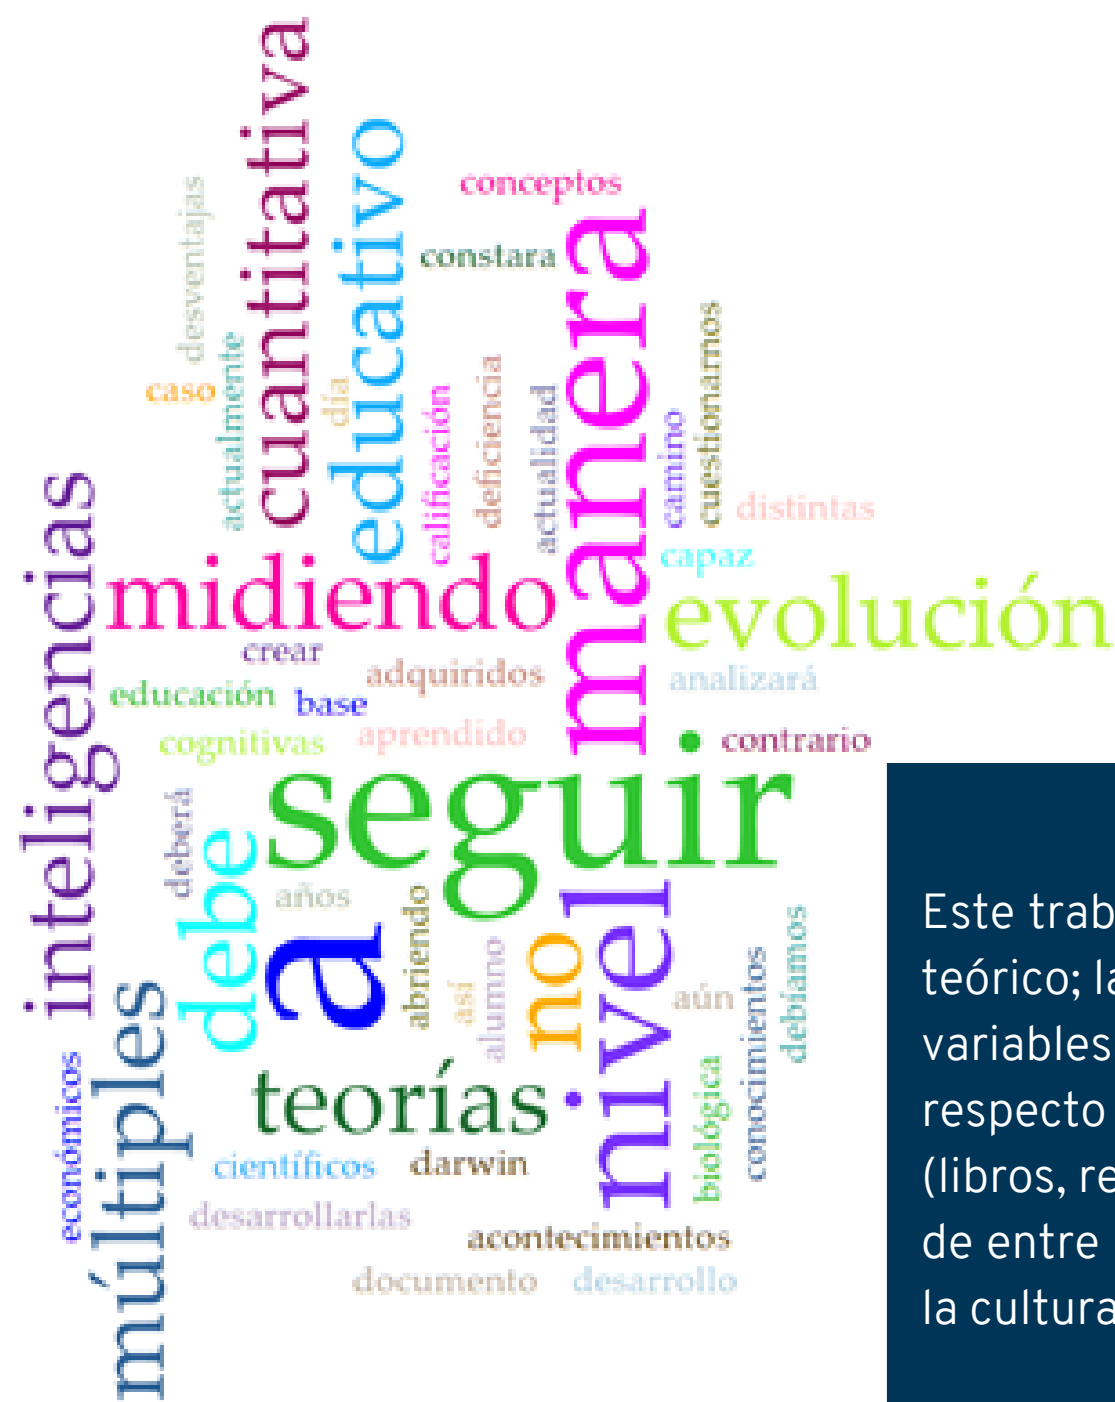 cuantitativa
educativo
conceptos
desventajas
constara
manera
cuestionarnos
actualmente
caso
día
calificación
deficiencia
actualidad
camino
distintas
inteligencias
capaz
midiendo
evolución
crear
adquiridos
analizará
educación
base
cognitivas
aprendido
contrario
seguir
deberá
debe
años
a
abriendo
nivel
así
alumno
no
aún
conocimientos
debíamos
múltiples
económicos
teorías
biológica
científicos
darwin
desarrollarlas
acontecimientos
documento
desarrollo
Este trab
teórico; la
variables
respecto
(libros, re
de entre
la cultura